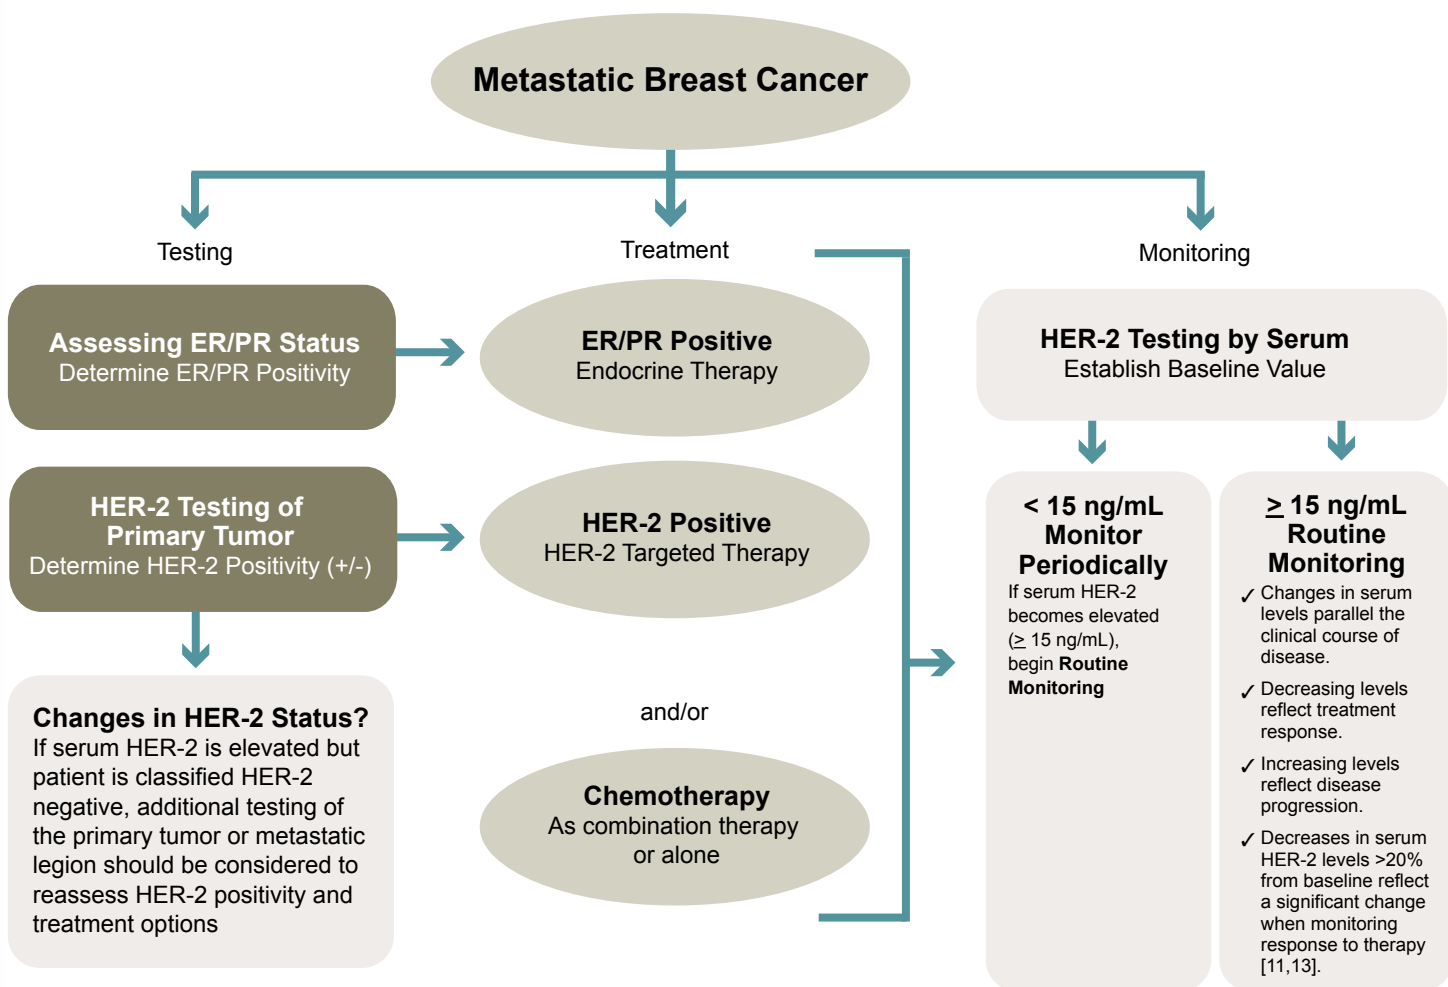 Metastatic Breast Cancer
Testing
Assessing ER/PR Status
Determine ER/PR Positivity
HER-2 Testing of
Primary Tumor
Determine HER-2 Positivity (+/-)
Changes in HER-2 Status?
If serum HER-2 is elevated but
patient is classified HER-2
negative, additional testing of
the primary tumor or metastatic
legion should be considered to
reassess HER-2 positivity and
treatment options
Treatment
ER/PR Positive
Endocrine Therapy
HER-2 Positive
HER-2 Targeted Therapy
and/or
Chemotherapy
As combination therapy
or alone
Monitoring
HER-2 Testing by Serum
Establish Baseline Value
< 15 ng/mL
Monitor
Periodically
If serum HER-2
becomes elevated
(≥ 15 ng/mL),
begin Routine
Monitoring
≥ 15 ng/mL
Routine
Monitoring
✓ Changes in serum
levels parallel the
clinical course of
disease.
✓ Decreasing levels
reflect treatment
response.
✓ Increasing levels
reflect disease
progression.
✓ Decreases in serum
HER-2 levels >20%
from baseline reflect
a significant change
when monitoring
response to therapy
[11,13].